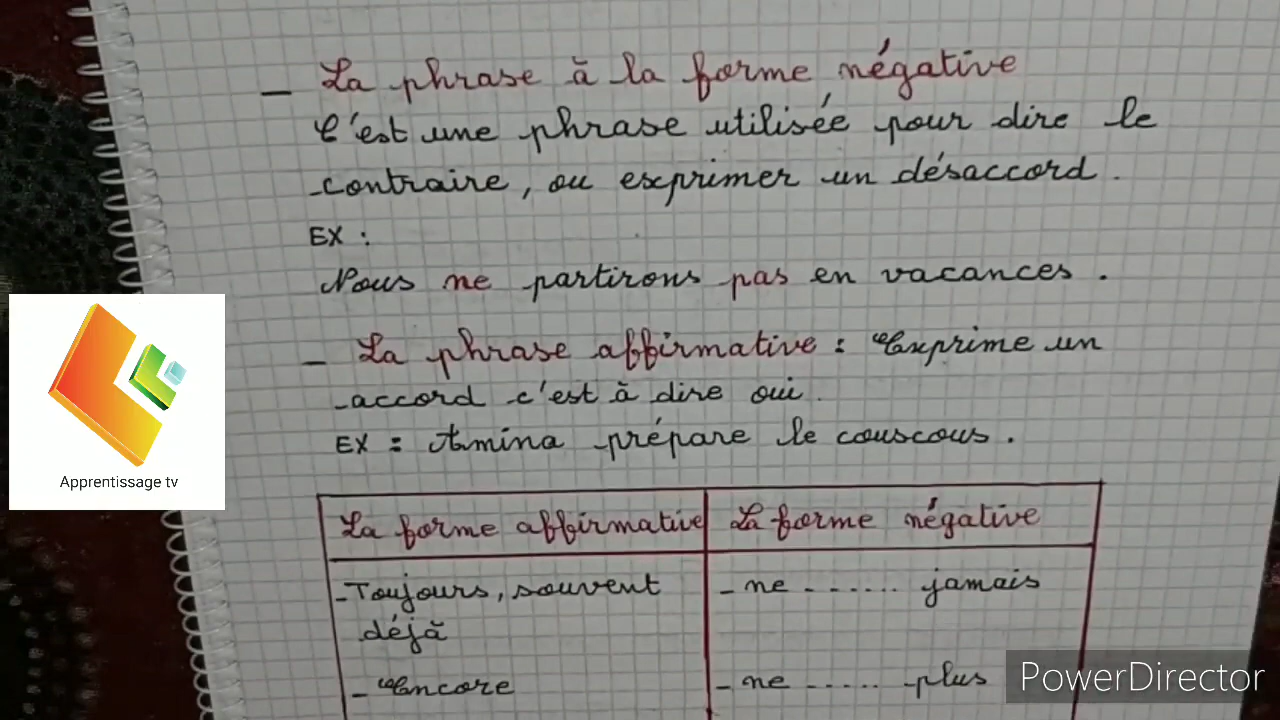 - La phrase à la forme négative
C'est une phrase utilisée pour dire le
contraire, ou exprimer un désaccord.
EX :
Nous ne partirons pas en vacances.
- La phrase affirmative : Exprime un
accord c'est à dire oui.
EX : Amina prépare le couscous.
La forme affirmative La forme négative
- Toujours, souvent - ne ...... jamais
déjà
- Encore - ne ..... plus
Apprentissage tv
PowerDirector